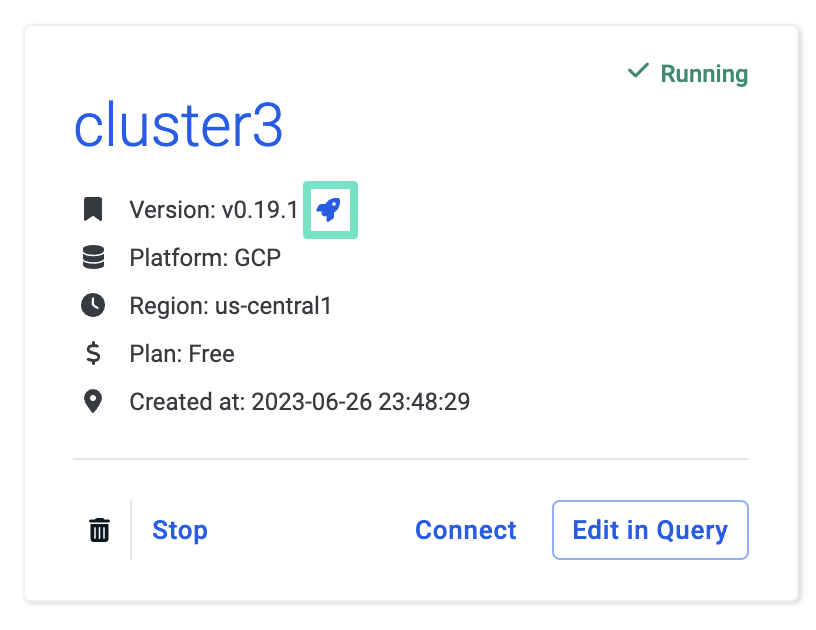 Running
cluster3
Version: v0.19.1
Platform: GCP
Region: us-central1
Plan: Free
Created at: 2023-06-26 23:48:29
Stop
Connect
Edit in Query